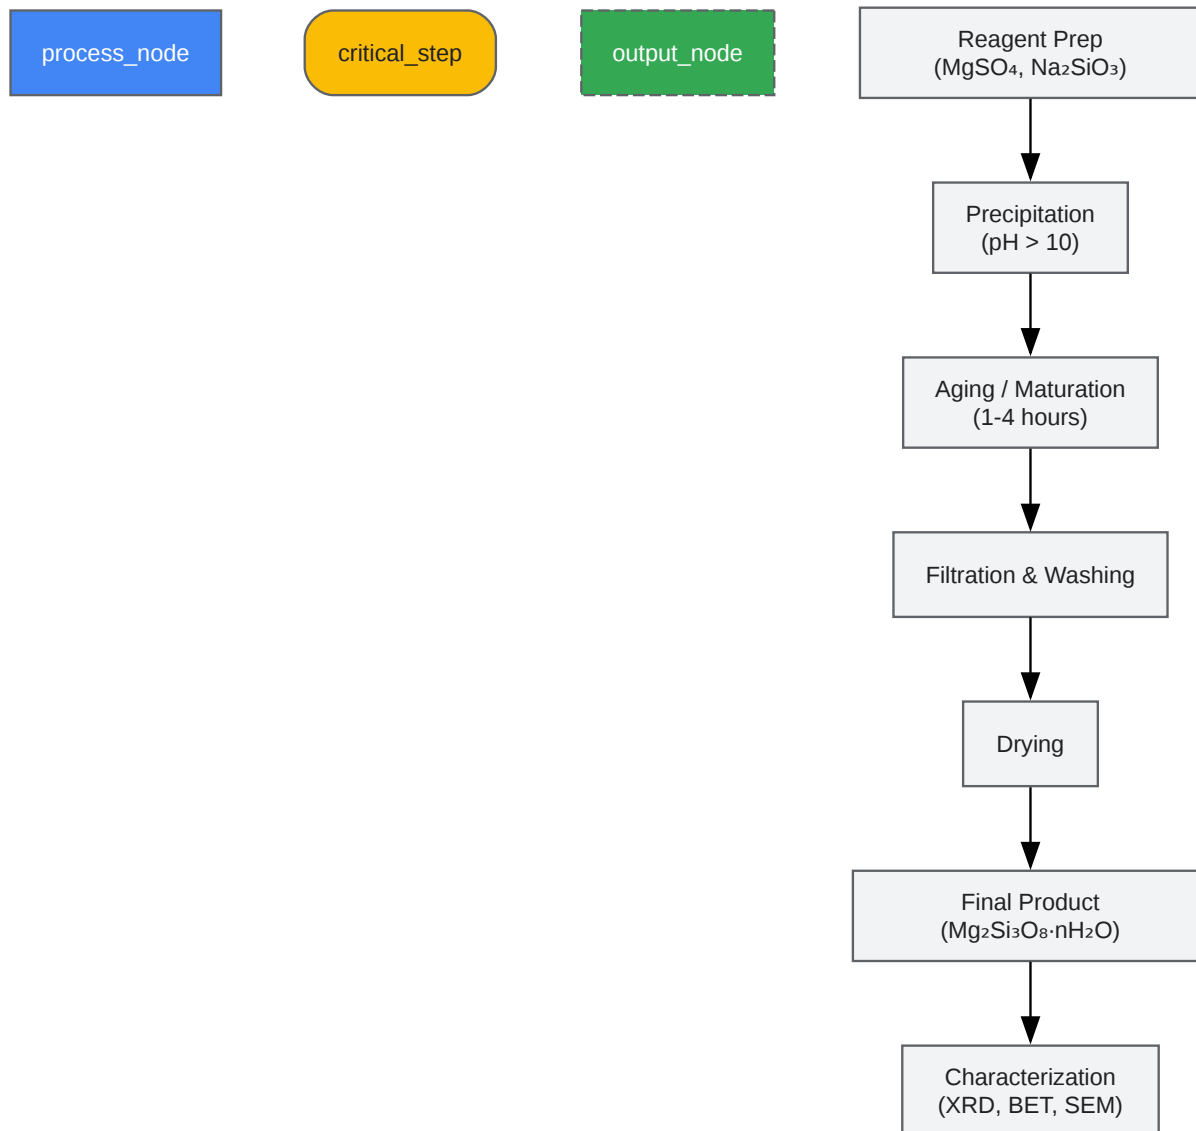 process_node
critical_step
output_node
Reagent Prep
(MgSO₄, Na₂SiO₃)
Precipitation
(pH > 10)
Aging / Maturation
(1-4 hours)
Filtration & Washing
Drying
Final Product
(Mg₂Si₃O₈·nH₂O)
Characterization
(XRD, BET, SEM)